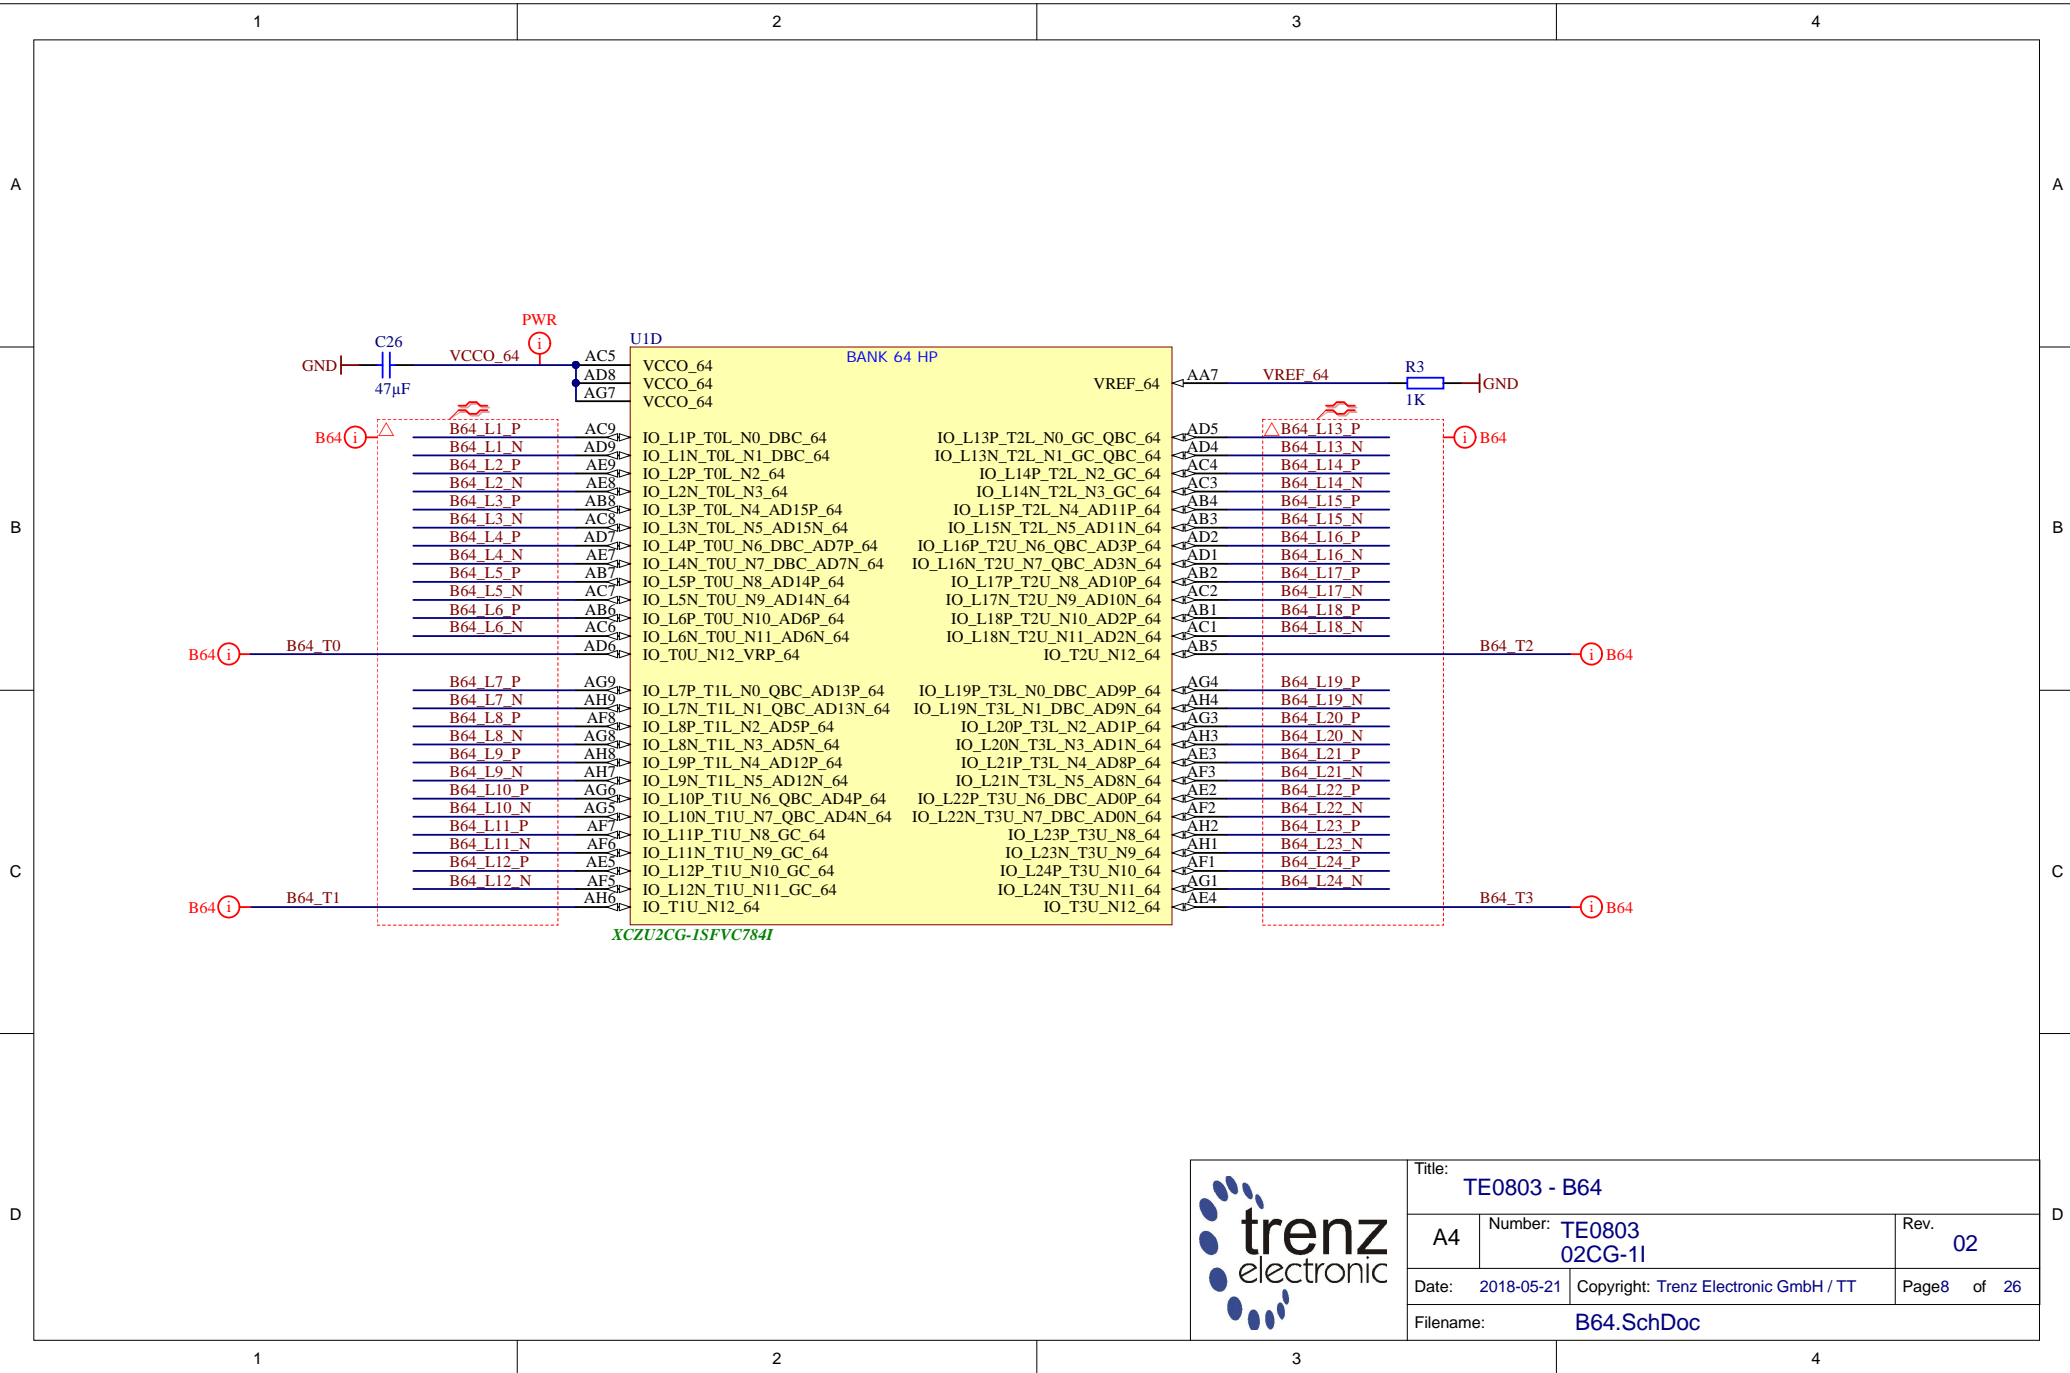 1 2 3 4
A A
PWR
U1D
C26
BANK 64 HP
GND VCCO_64 AC5 VCCO_64
47µF
AD8 VCCO_64
AG7 VCCO_64
VREF_64 AA7 VREF_64 R3 GND
1K
B64 B64_L1_P AC9 IO_L1P_T0L_N0_DBC_64 IO_L13P_T2L_N0_GC_QBC_64 AD5 B64_L13_P B64
B64_L1_N AD9 IO_L1N_T0L_N1_DBC_64 IO_L13N_T2L_N1_GC_QBC_64 AD4 B64_L13_N
B64_L2_P AE9 IO_L2P_T0L_N2_64 IO_L14P_T2L_N2_GC_64 AC4 B64_L14_P
B64_L2_N AE8 IO_L2N_T0L_N3_64 IO_L14N_T2L_N3_GC_64 AC3 B64_L14_N
B64_L3_P AB8 IO_L3P_T0L_N4_AD15P_64 IO_L15P_T2L_N4_AD11P_64 AB4 B64_L15_P
B B64_L3_N AC8 IO_L3N_T0L_N5_AD15N_64 IO_L15N_T2L_N5_AD11N_64 AB3 B64_L15_N B
B64_L4_P AD7 IO_L4P_T0U_N6_DBC_AD7P_64 IO_L16P_T2U_N6_QBC_AD3P_64 AD2 B64_L16_P
B64_L4_N AE7 IO_L4N_T0U_N7_DBC_AD7N_64 IO_L16N_T2U_N7_QBC_AD3N_64 AD1 B64_L16_N
B64_L5_P AB7 IO_L5P_T0U_N8_AD14P_64 IO_L17P_T2U_N8_AD10P_64 AB2 B64_L17_P
B64_L5_N AC7 IO_L5N_T0U_N9_AD14N_64 IO_L17N_T2U_N9_AD10N_64 AC2 B64_L17_N
B64_L6_P AB6 IO_L6P_T0U_N10_AD6P_64 IO_L18P_T2U_N10_AD2P_64 AB1 B64_L18_P
B64_L6_N AC6 IO_L6N_T0U_N11_AD6N_64 IO_L18N_T2U_N11_AD2N_64 AC1 B64_L18_N
B64 B64_T0 AD6 IO_T0U_N12_VRP_64 IO_T2U_N12_64 AB5 B64_T2 B64
B64_L7_P AG9 IO_L7P_T1L_N0_QBC_AD13P_64 IO_L19P_T3L_N0_DBC_AD9P_64 AG4 B64_L19_P
B64_L7_N AH9 IO_L7N_T1L_N1_QBC_AD13N_64 IO_L19N_T3L_N1_DBC_AD9N_64 AH4 B64_L19_N
B64_L8_P AF8 IO_L8P_T1L_N2_AD5P_64 IO_L20P_T3L_N2_AD1P_64 AG3 B64_L20_P
B64_L8_N AG8 IO_L8N_T1L_N3_AD5N_64 IO_L20N_T3L_N3_AD1N_64 AH3 B64_L20_N
B64_L9_P AH8 IO_L9P_T1L_N4_AD12P_64 IO_L21P_T3L_N4_AD8P_64 AE3 B64_L21_P
B64_L9_N AH7 IO_L9N_T1L_N5_AD12N_64 IO_L21N_T3L_N5_AD8N_64 AF3 B64_L21_N
B64_L10_P AG6 IO_L10P_T1U_N6_QBC_AD4P_64 IO_L22P_T3U_N6_DBC_AD0P_64 AE2 B64_L22_P
B64_L10_N AG5 IO_L10N_T1U_N7_QBC_AD4N_64 IO_L22N_T3U_N7_DBC_AD0N_64 AF2 B64_L22_N
B64_L11_P AF7 IO_L11P_T1U_N8_GC_64 IO_L23P_T3U_N8_64 AH2 B64_L23_P
B64_L11_N AF6 IO_L11N_T1U_N9_GC_64 IO_L23N_T3U_N9_64 AH1 B64_L23_N
C B64_L12_P AE5 IO_L12P_T1U_N10_GC_64 IO_L24P_T3U_N10_64 AF1 B64_L24_P C
B64_L12_N AF5 IO_L12N_T1U_N11_GC_64 IO_L24N_T3U_N11_64 AG1 B64_L24_N
B64 B64_T1 AH6 IO_T1U_N12_64 IO_T3U_N12_64 AE4 B64_T3 B64
XCZU2CG-1SFVC784I
D D
trenz
electronic
Title:
TE0803 - B64
A4 Number: TE0803
02CG-1I
Rev.
02
Date: 2018-05-21 Copyright: Trenz Electronic GmbH / TT Page8 of 26
Filename: B64.SchDoc
1 2 3 4